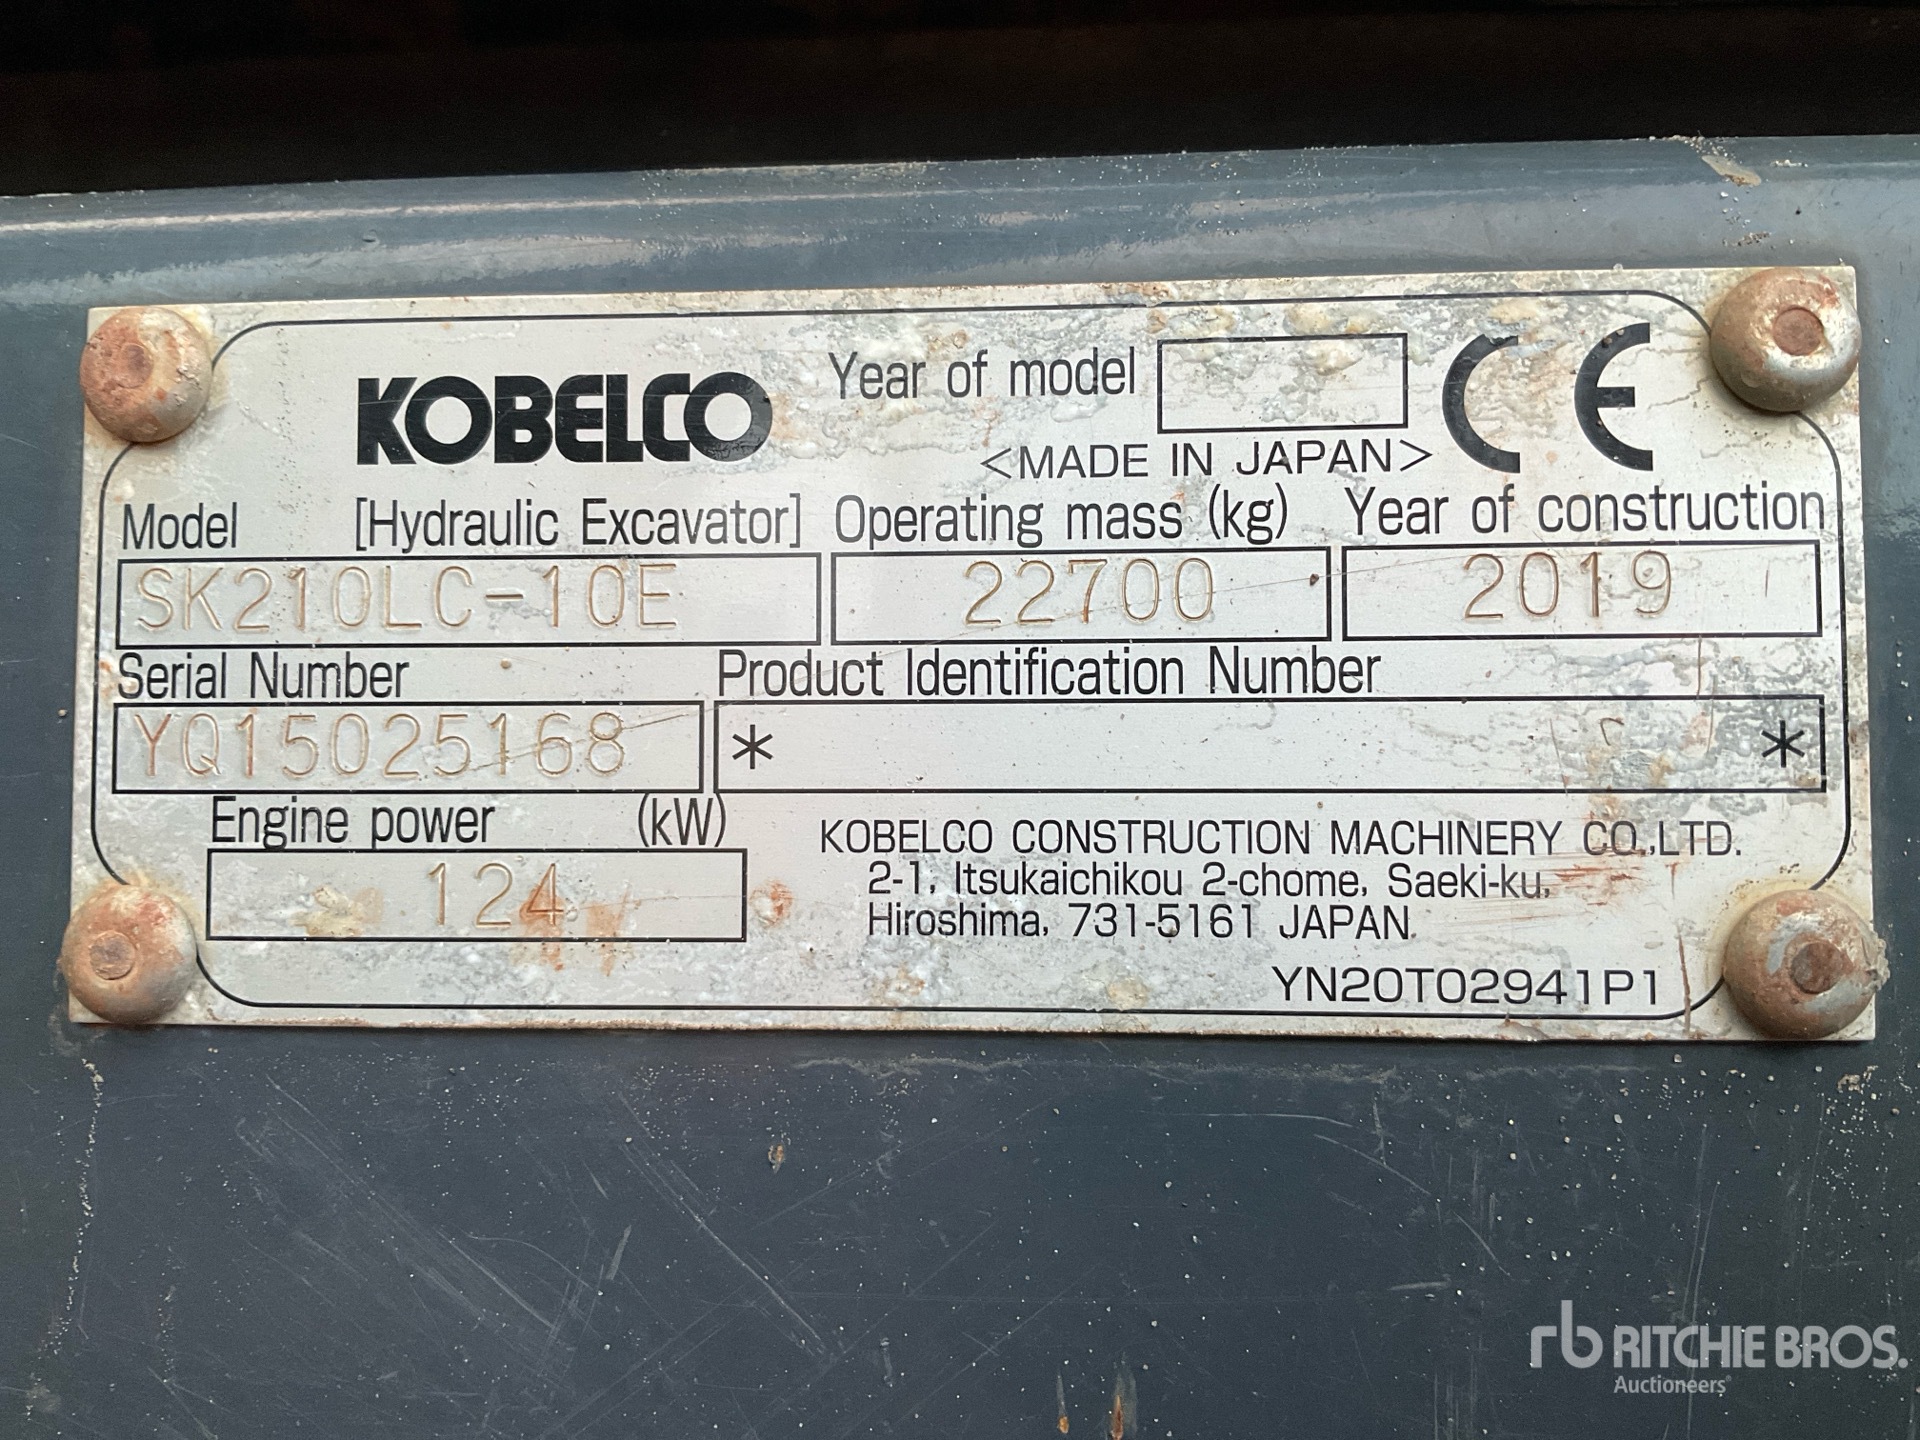 KOBELCO
Year of model
CE
<MADE IN JAPAN>
Model [Hydraulic Excavator] Operating mass (kg) Year of construction
SK210LC-10E 22700 2019
Serial Number Product Identification Number
YQ15025168 * *
Engine power (kW)
124
KOBELCO CONSTRUCTION MACHINERY CO.,LTD.
2-1, Itsukaichikou 2-chome, Saeki-ku,
Hiroshima, 731-5161 JAPAN.
YN20T02941P1
rb RITCHIE BROS.
Auctioneers